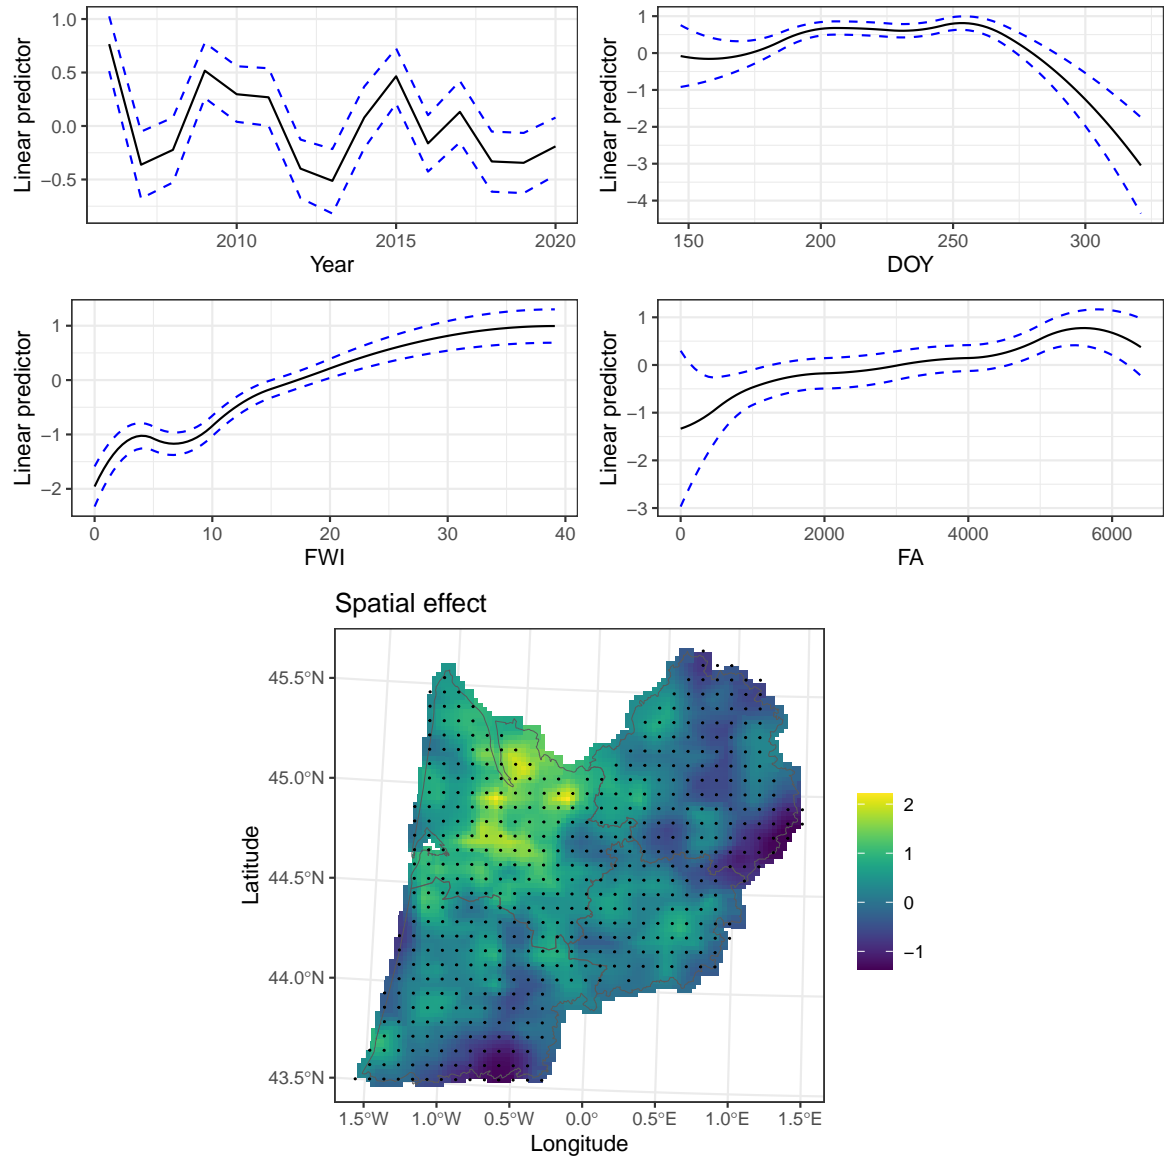 Linear predictor
1.0
0.5
0.0
−0.5
2010
2015
2020
Year
Linear predictor
1
0
−1
−2
−3
−4
150
200
250
300
DOY
Linear predictor
1
0
−1
−2
0
10
20
30
40
FWI
Linear predictor
1
0
−1
−2
−3
0
2000
4000
6000
FA
Spatial effect
Latitude
45.5°N
45.0°N
44.5°N
44.0°N
43.5°N
1.5°W
1.0°W
0.5°W
0.0°
0.5°E
1.0°E
1.5°E
Longitude
2
1
0
−1